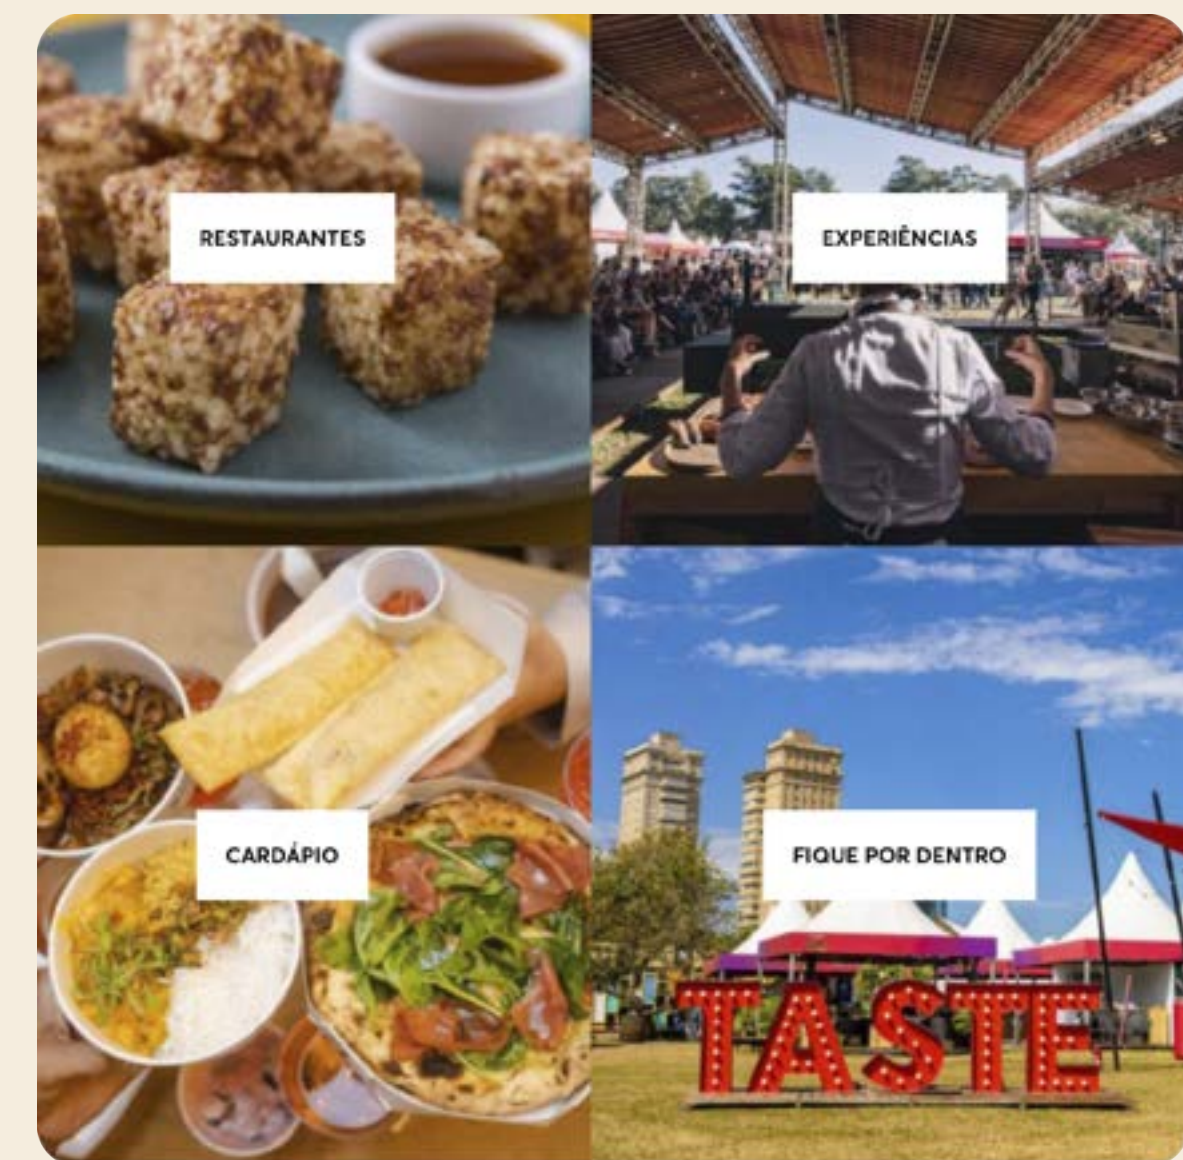 RESTAURANTES
EXPERIÊNCIAS
CARDÁPIO
FIQUE POR DENTRO
TASTE